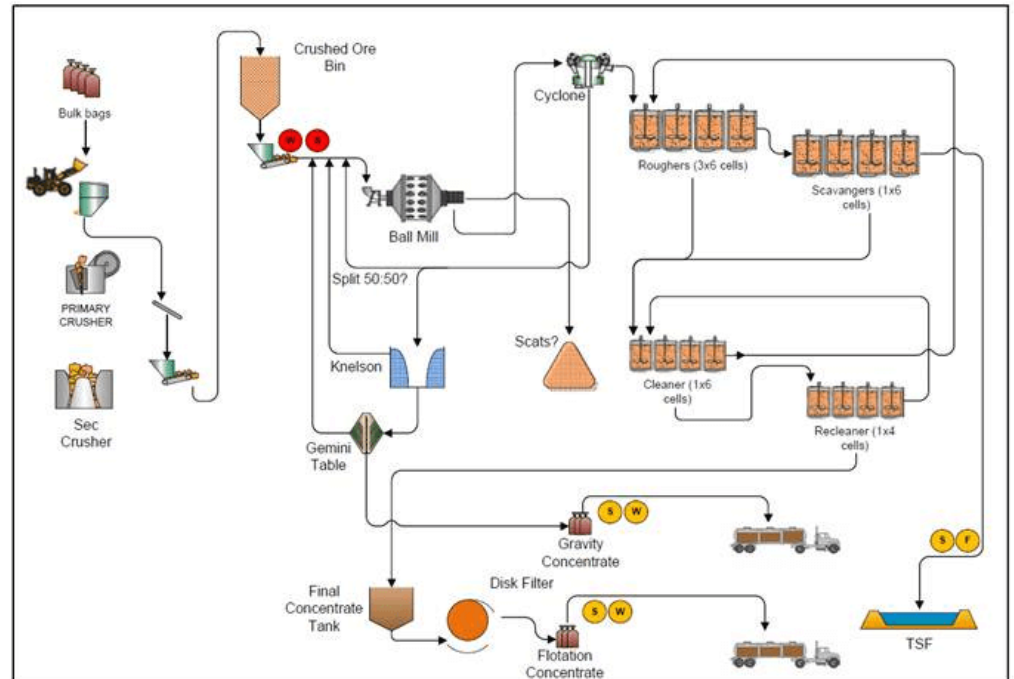 Crushed Ore
Bin
Bulk bags
W S
Cyclone
Roughers (3x6 cells)
Scavangers (1x6
cells)
Ball Mill
Split 50:50?
PRIMARY
CRUSHER
Scats?
Knelson
Cleaner (1x6
cells)
Recleaner (1x4
cells)
Sec
Crusher
Gemini
Table
S W
Gravity
Concentrate
S F
Disk Filter
Final
Concentrate
Tank
S W
Flotation
Concentrate
TSF